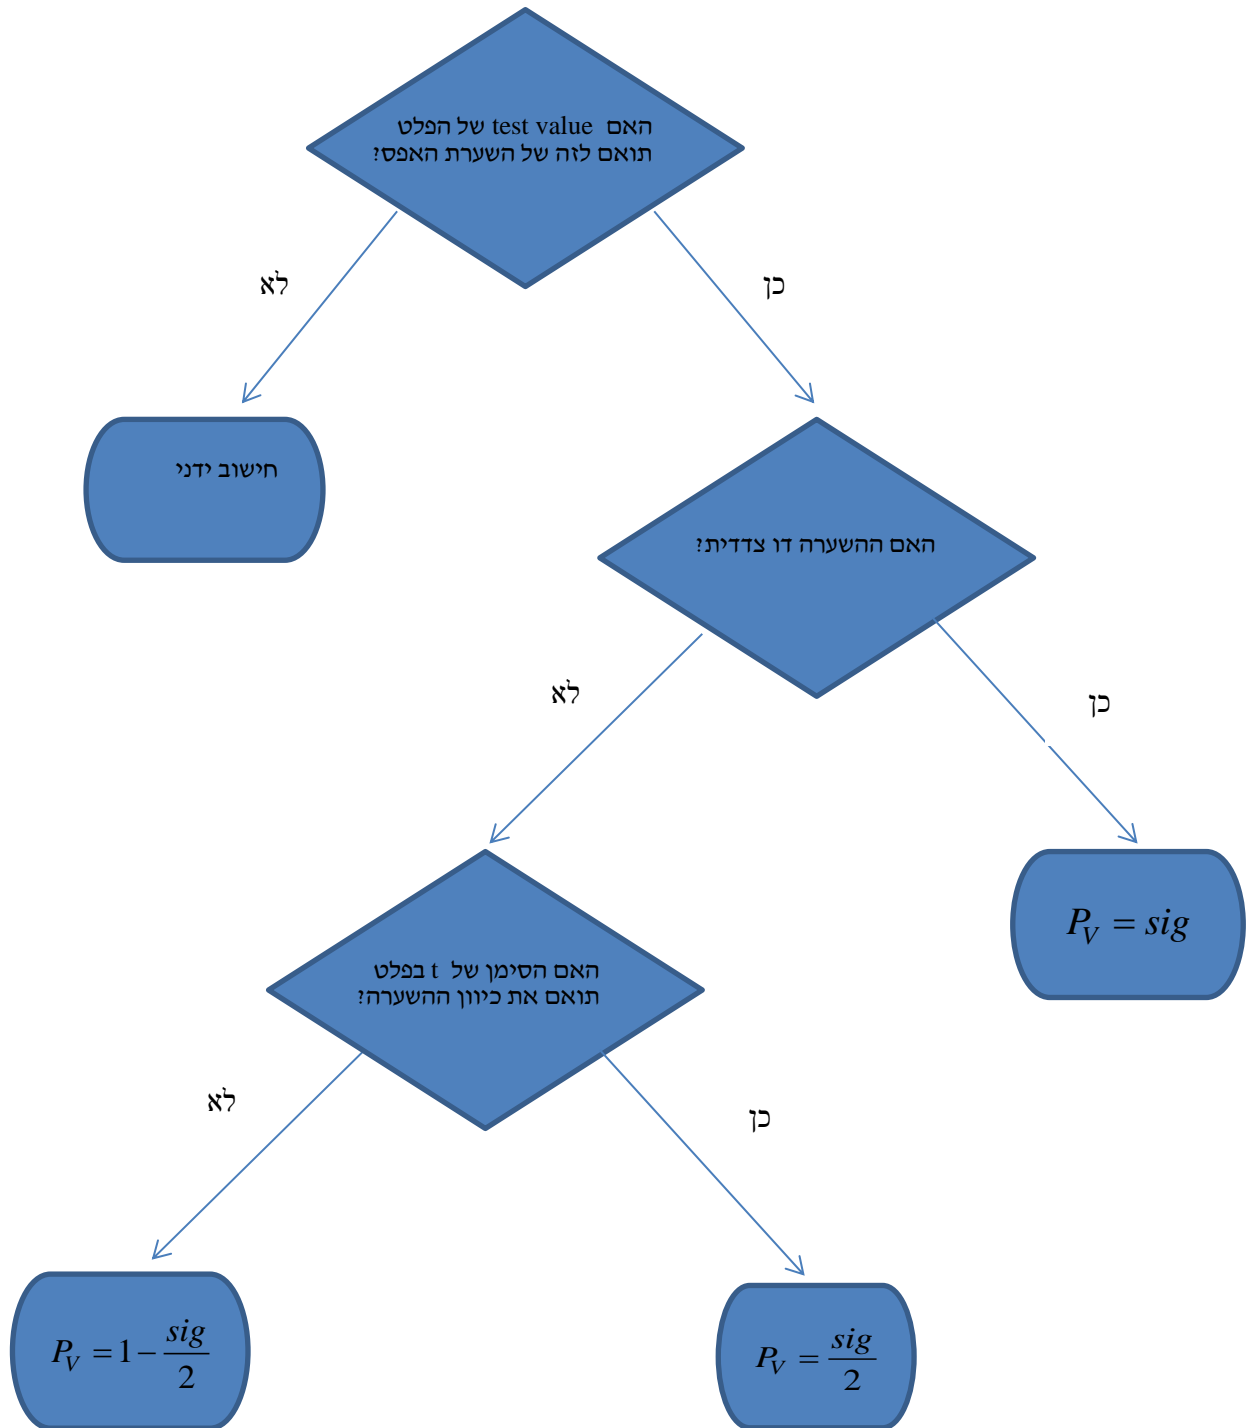 האם test value של הפלט
תואם לזה של השערת האפס?
לא
כן
חישוב ידני
האם ההשערה דו צדדית?
לא
כן
P_V = sig
האם הסימן של t בפלט
תואם את כיוון ההשערה?
לא
כן
P_V = 1 - sig/2
P_V = sig/2